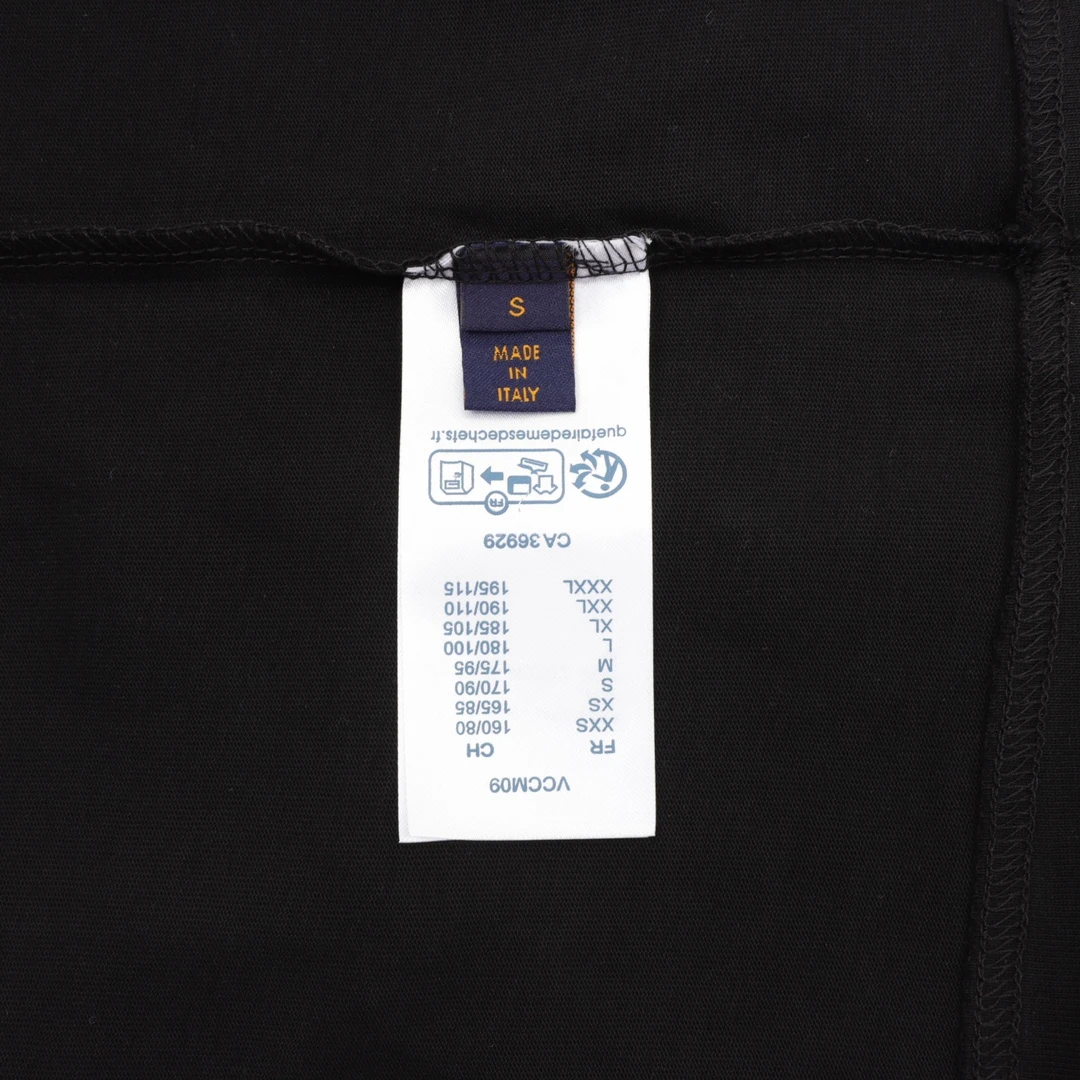 S
MADE
IN
ITALY
VCCM09
FR CH
XXS 160/80
XS 165/85
S 170/90
M 175/95
L 180/100
XL 185/105
XXL 190/110
XXXL 195/115
CA 36929
FR
quefairedemesdechets.fr